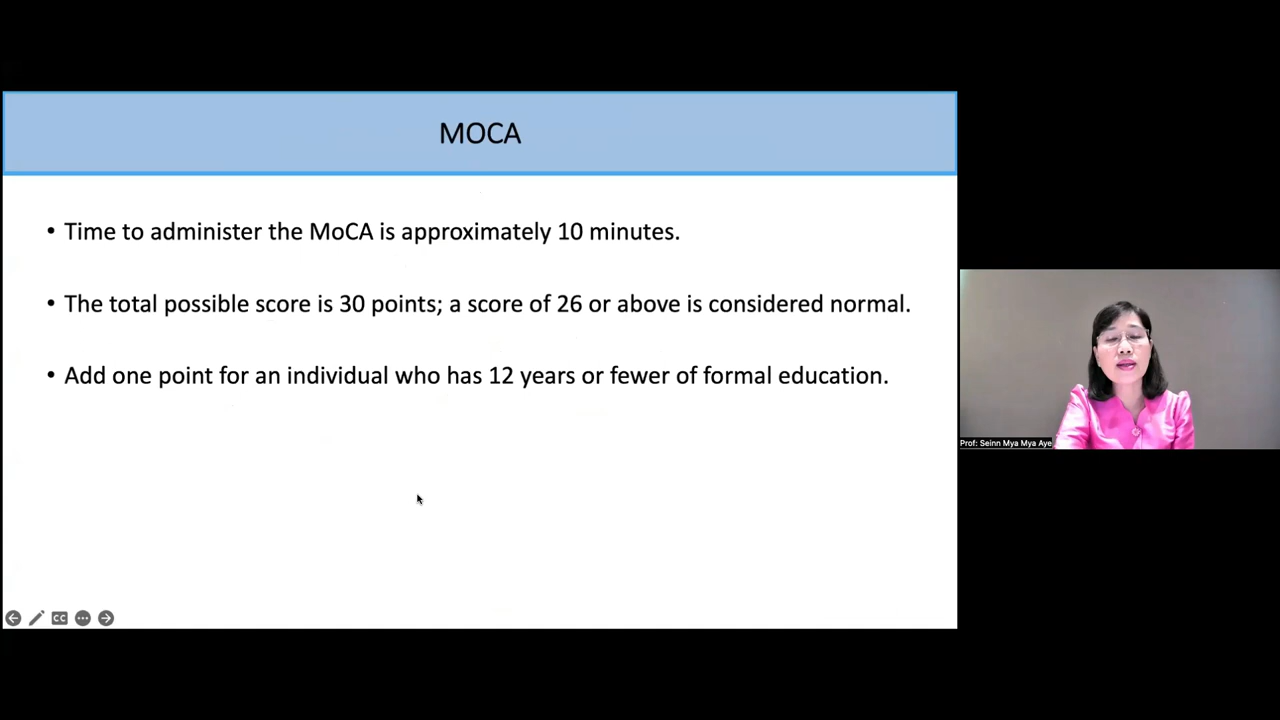 MOCA
• Time to administer the MoCA is approximately 10 minutes.
• The total possible score is 30 points; a score of 26 or above is considered normal.
• Add one point for an individual who has 12 years or fewer of formal education.
Prof: Seinn Mya Mya Aye
CC